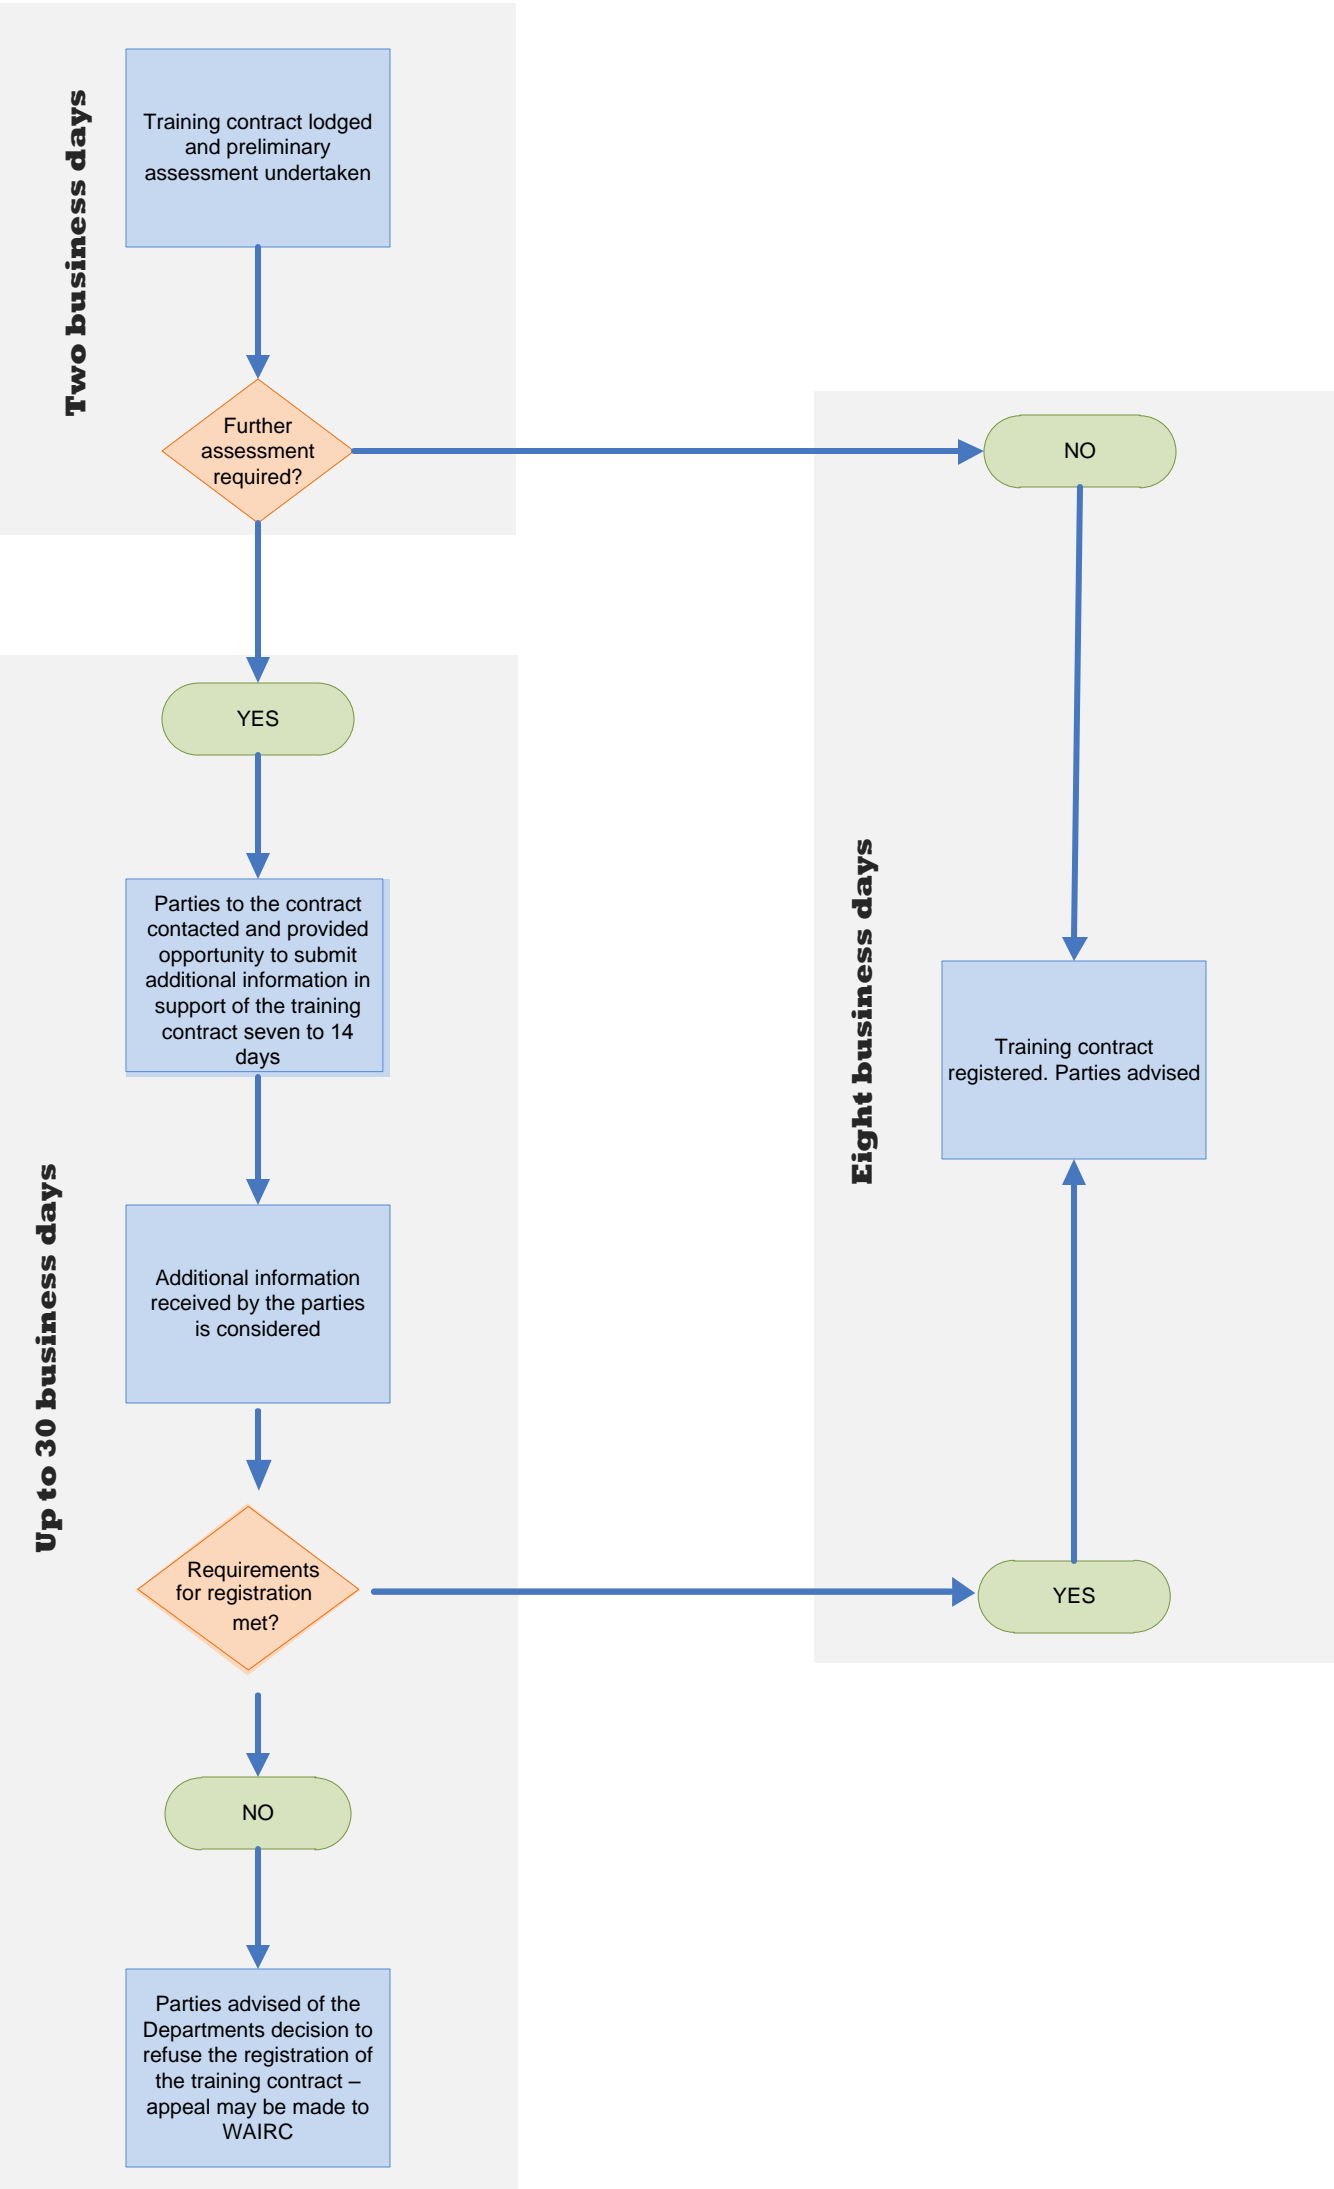 Two business days
Training contract lodged
and preliminary
assessment undertaken
Further
assessment
required?
NO
YES
Parties to the contract
contacted and provided
opportunity to submit
additional information in
support of the training
contract seven to 14
days
Eight business days
Training contract
registered. Parties advised
Up to 30 business days
Additional information
received by the parties
is considered
Requirements
for registration
met?
YES
NO
Parties advised of the
Departments decision to
refuse the registration of
the training contract –
appeal may be made to
WAIRC